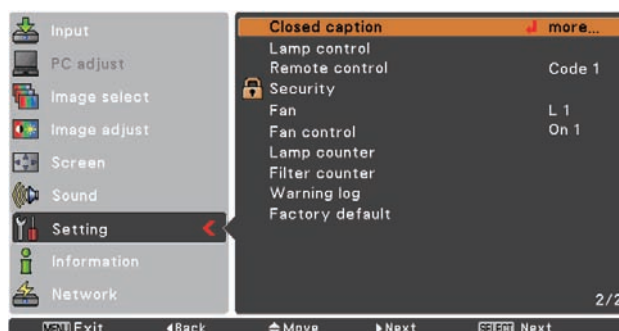 Input
PC adjust
Image select
Image adjust
Screen
Sound
Setting
Information
Network
Closed caption more...
Lamp control
Remote control Code 1
Security
Fan L 1
Fan control On 1
Lamp counter
Filter counter
Warning log
Factory default
2/2
MENU Exit Back Move Next SELECT Next